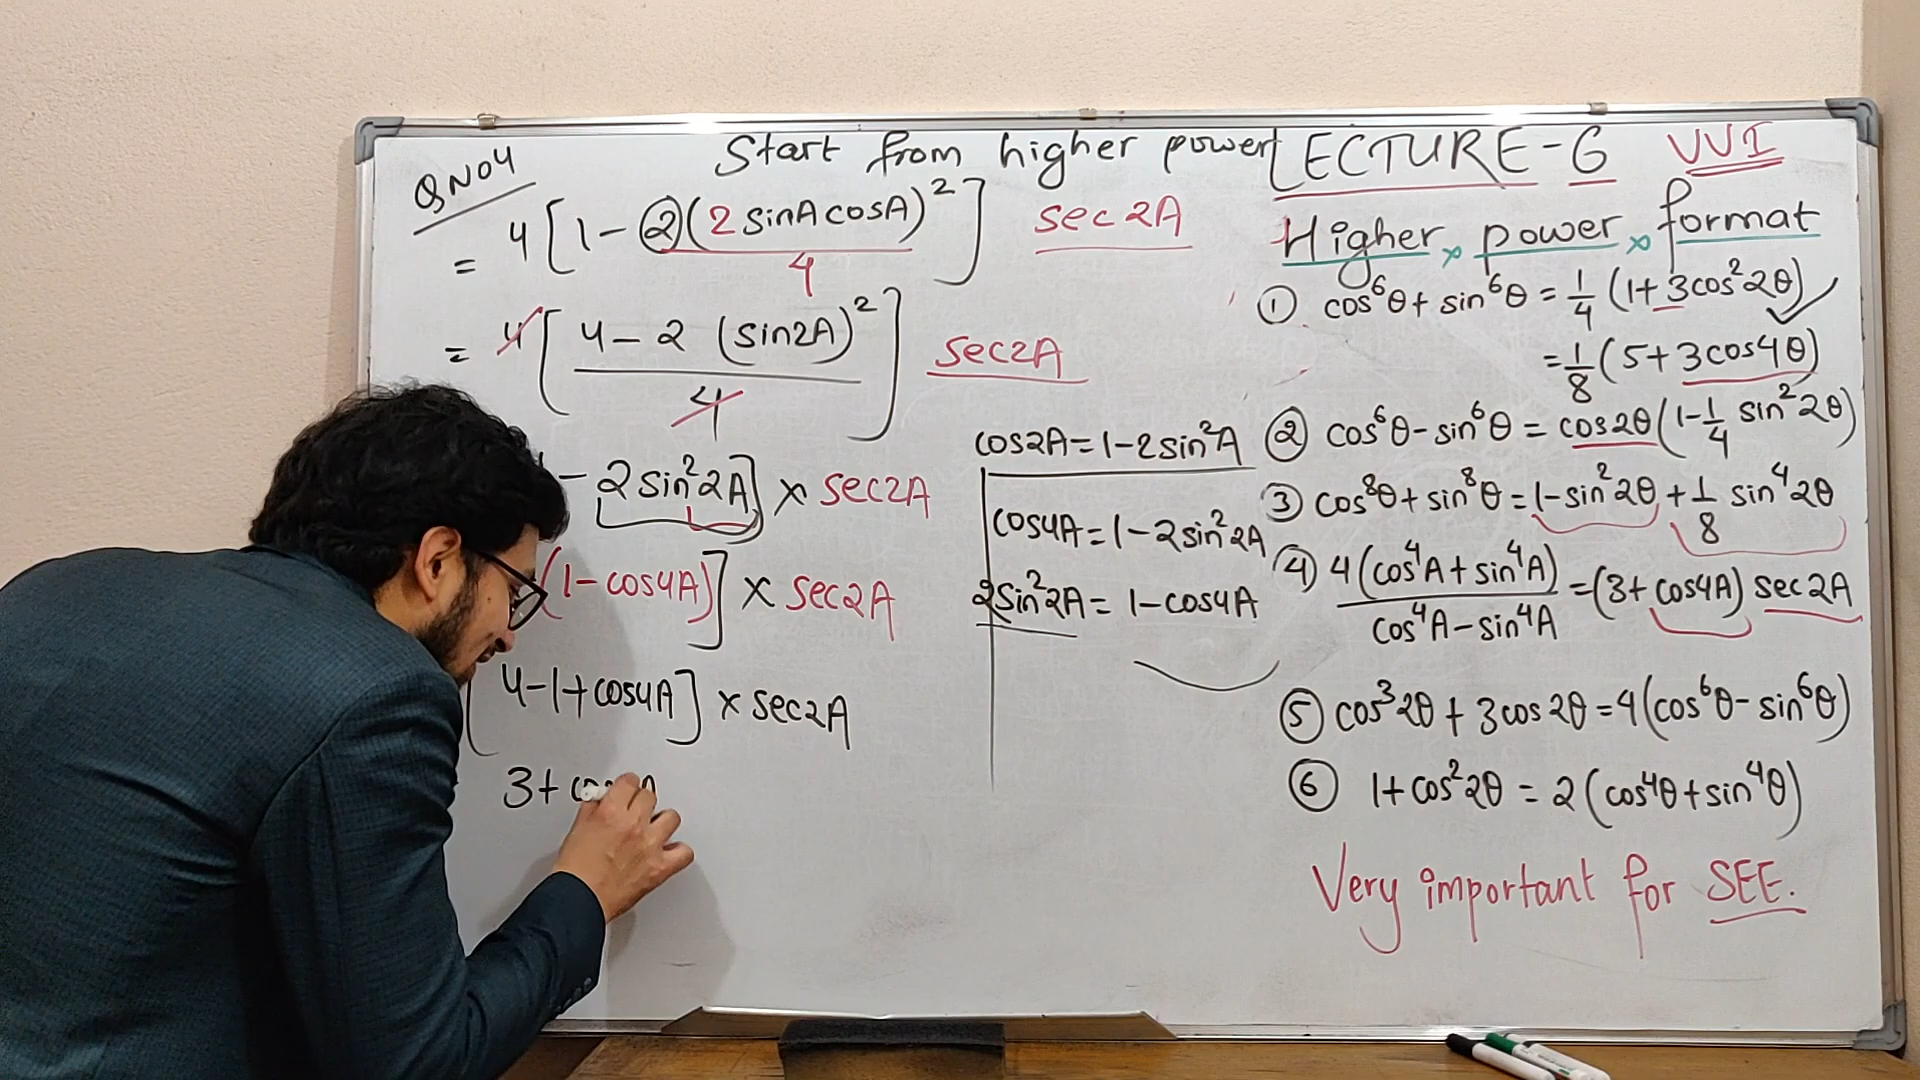 Start from higher power
LECTURE-6 VVI
QNO4
4[1-2(2sinAcosA)²/4] sec2A
=
= 4[4-2(sin2A)²/4] sec2A
- 2sin²2A] × sec2A
(1-cos4A)] × sec2A
[4-1+cos4A] × sec2A
3+
cos2A=1-2sin²A
cos4A=1-2sin²2A
2sin²2A= 1-cos4A
Higher power format
① cos⁶θ+sin⁶θ=1/4(1+3cos²2θ)
=1/8(5+3cos4θ)
② cos⁶θ-sin⁶θ=cos2θ(1-1/4 sin²2θ)
③ cos⁸θ+sin⁸θ=1-sin²2θ+1/8 sin⁴2θ
④ 4(cos⁴A+sin⁴A)/cos⁴A-sin⁴A=(3+cos4A) sec2A
⑤ cos³2θ+3cos2θ=4(cos⁶θ-sin⁶θ)
⑥ 1+cos²2θ=2(cos⁴θ+sin⁴θ)
Very important for SEE.